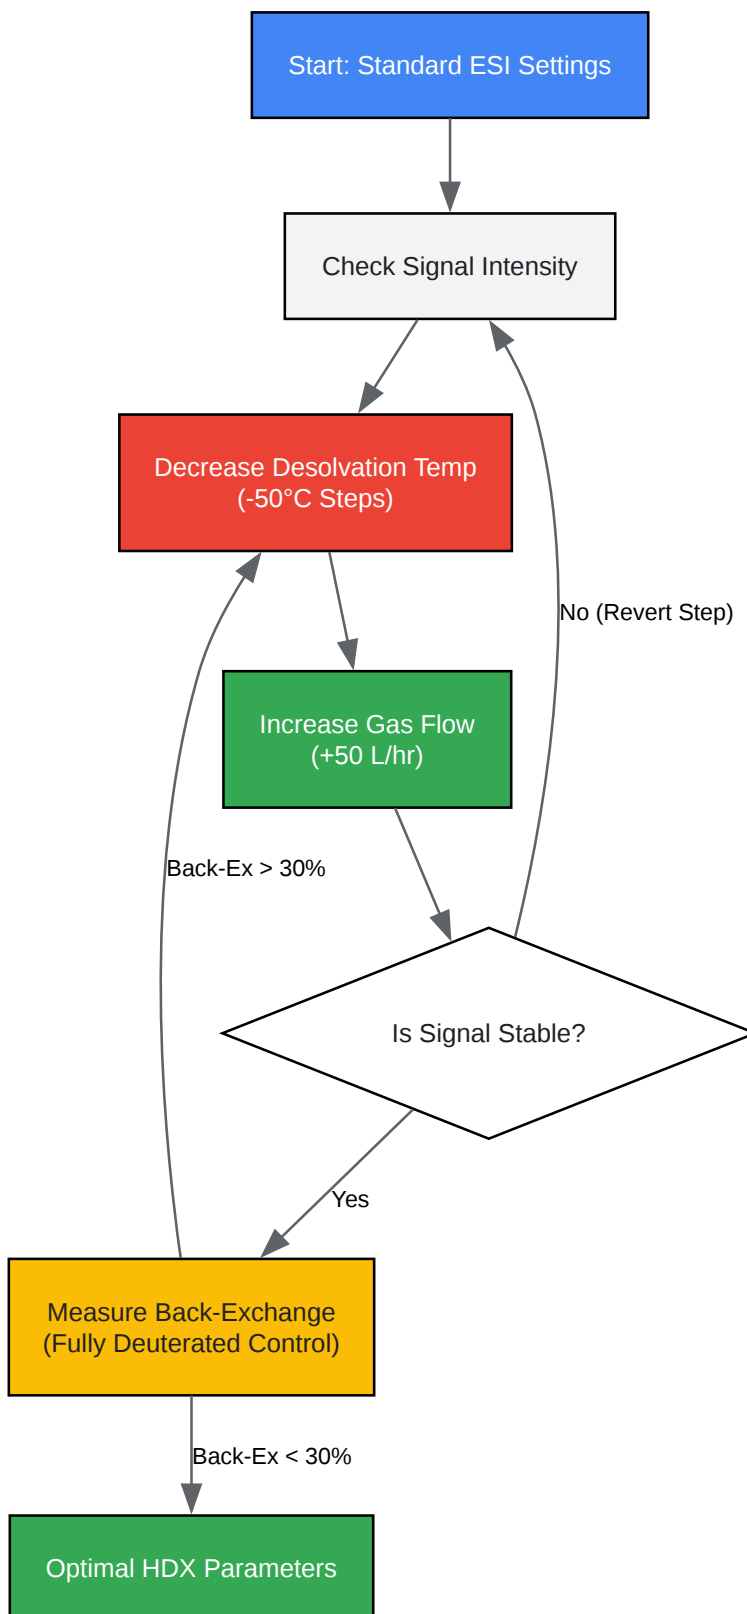 Start: Standard ESI Settings
Check Signal Intensity
Decrease Desolvation Temp
(-50°C Steps)
No (Revert Step)
Increase Gas Flow
(+50 L/hr)
Back-Ex > 30%
Is Signal Stable?
Yes
Measure Back-Exchange
(Fully Deuterated Control)
Back-Ex < 30%
Optimal HDX Parameters